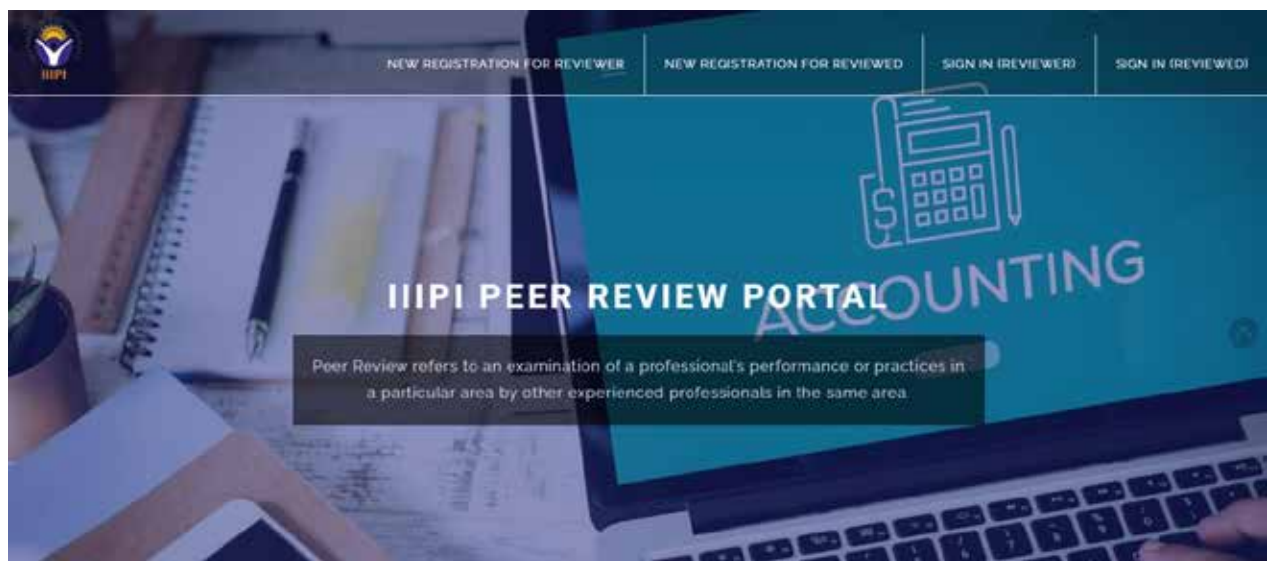 IIIPI
NEW REGISTRATION FOR REVIEWER
NEW REGISTRATION FOR REVIEWED
SIGN IN (REVIEWER)
SIGN IN (REVIEWED)
ACCOUNTING
IIIPI PEER REVIEW PORTAL
Peer Review refers to an examination of a professional's performance or practices in
a particular area by other experienced professionals in the same area